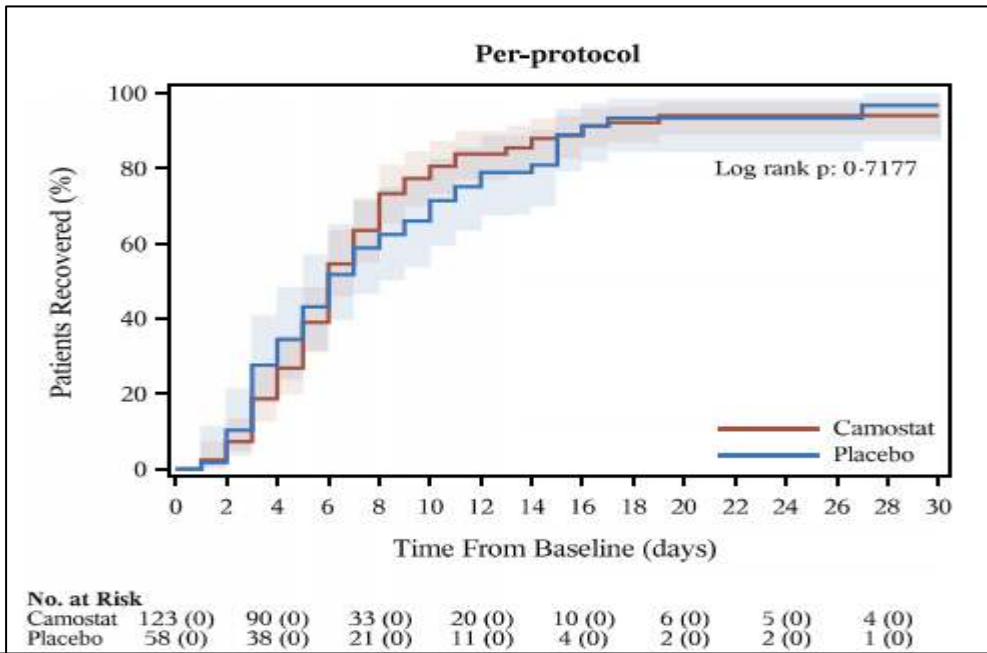 Per-protocol
100
80
60
40
20
0
Patients Recovered (%)
Log rank p: 0-7177
Camostat
Placebo
0 2 4 6 8 10 12 14 16 18 20 22 24 26 28 30
Time From Baseline (days)
No. at Risk
Camostat 123 (0) 90 (0) 33 (0) 20 (0) 10 (0) 6 (0) 5 (0) 4 (0)
Placebo 58 (0) 38 (0) 21 (0) 11 (0) 4 (0) 2 (0) 2 (0) 1 (0)